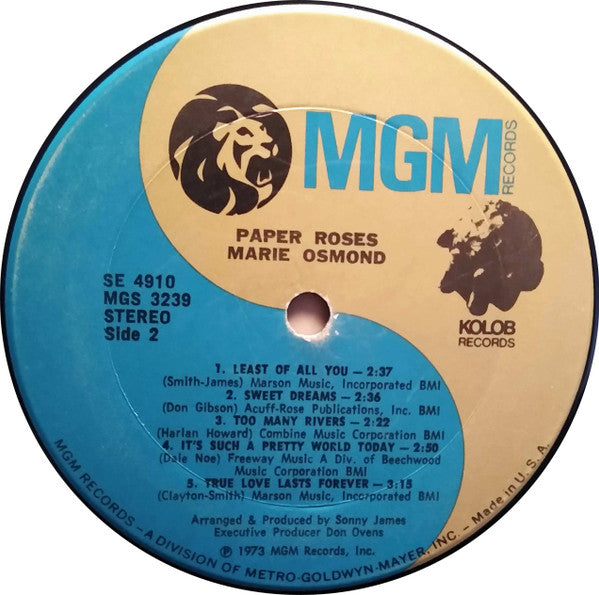 MGM
RECORDS
PAPER ROSES
MARIE OSMOND
SE 4910
MGS 3239
STEREO
Side 2
KOLOB
RECORDS
1. LEAST OF ALL YOU — 2:37
(Smith-James) Marson Music, Incorporated BMI
2. SWEET DREAMS — 2:36
(Don Gibson) Acuff-Rose Publications, Inc. BMI
3. TOO MANY RIVERS — 2:22
(Harlan Howard) Combine Music Corporation BMI
4. IT'S SUCH A PRETTY WORLD TODAY — 2:50
(Dale Noe) Freeway Music A Div. of Beechwood
Music Corporation BMI
5. TRUE LOVE LASTS FOREVER — 3:15
(Clayton-Smith) Marson Music, Incorporated BMI
Arranged & Produced by Sonny James
Executive Producer Don Ovens
℗ 1973 MGM Records, Inc.
MGM RECORDS — A DIVISION OF METRO-GOLDWYN-MAYER, INC. — Made in U.S.A.